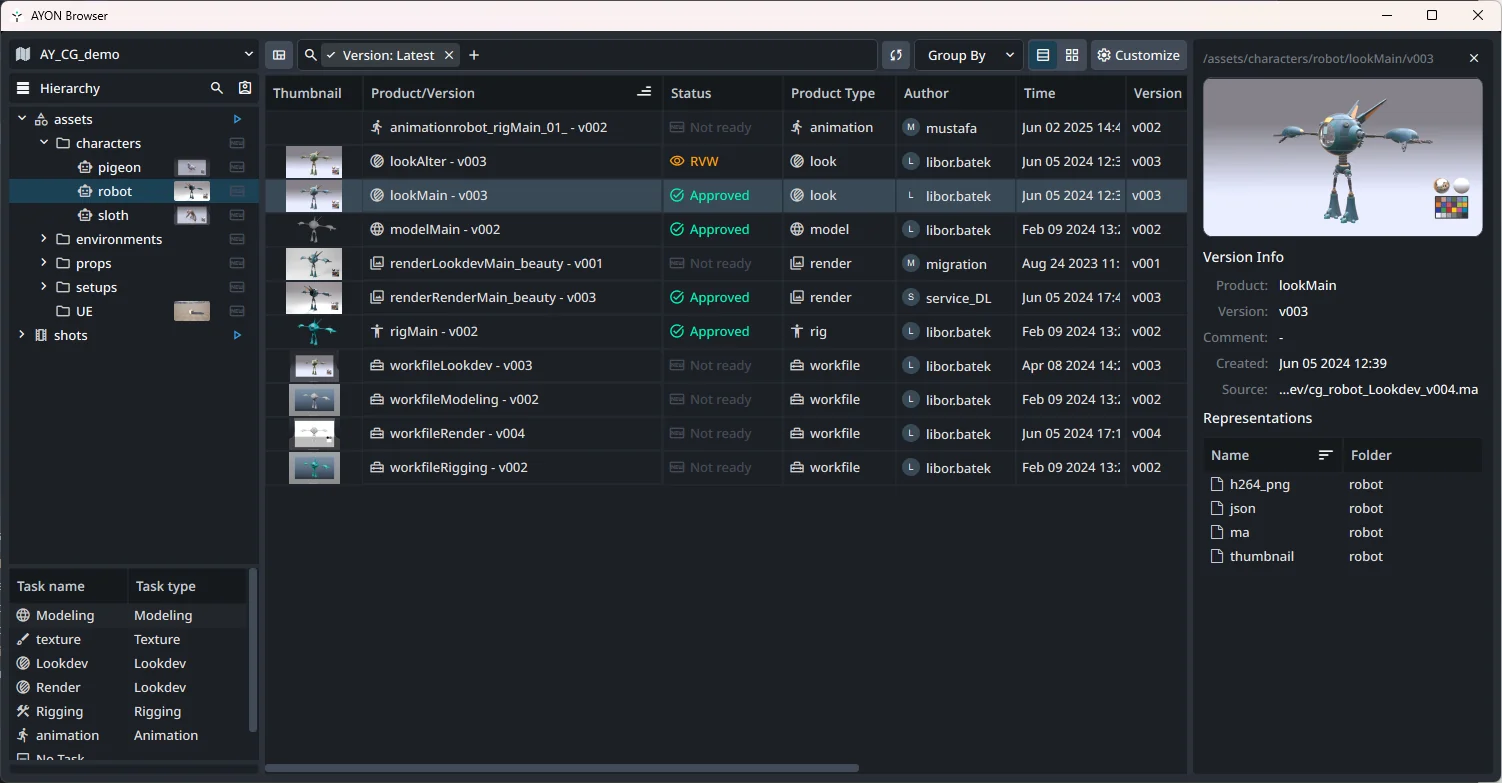 AYON Browser
AY_CG_demo
Version: Latest
Group By
Customize
/assets/characters/robot/lookMain/v003
Hierarchy
assets
characters
pigeon
robot
sloth
environments
props
setups
UE
shots
Thumbnail Product/Version Status Product Type Author Time Version
animationrobot_rigMain_01_ - v002 Not ready animation M mustafa Jun 02 2025 14:4 v002
lookAlter - v003 RVW look L libor.batek Jun 05 2024 12:3 v003
lookMain - v003 Approved look L libor.batek Jun 05 2024 12:3 v003
modelMain - v002 Approved model L libor.batek Feb 09 2024 13:2 v002
renderLookdevMain_beauty - v001 Not ready render M migration Aug 24 2023 11: v001
renderRenderMain_beauty - v003 Approved render S service_DL Jun 05 2024 17:4 v003
rigMain - v002 Approved rig L libor.batek Feb 09 2024 13:2 v002
workfileLookdev - v003 Not ready workfile L libor.batek Apr 08 2024 14:2 v003
workfileModeling - v002 Not ready workfile L libor.batek Feb 09 2024 13:2 v002
workfileRender - v004 Not ready workfile L libor.batek Jun 05 2024 17:1 v004
workfileRigging - v002 Not ready workfile L libor.batek Feb 09 2024 13:2 v002
Task name Task type
Modeling Modeling
texture Texture
Lookdev Lookdev
Render Lookdev
Rigging Rigging
animation Animation
No Task
Version Info
Product: lookMain
Version: v003
Comment: -
Created: Jun 05 2024 12:39
Source: ...ev/cg_robot_Lookdev_v004.ma
Representations
Name Folder
h264_png robot
json robot
ma robot
thumbnail robot